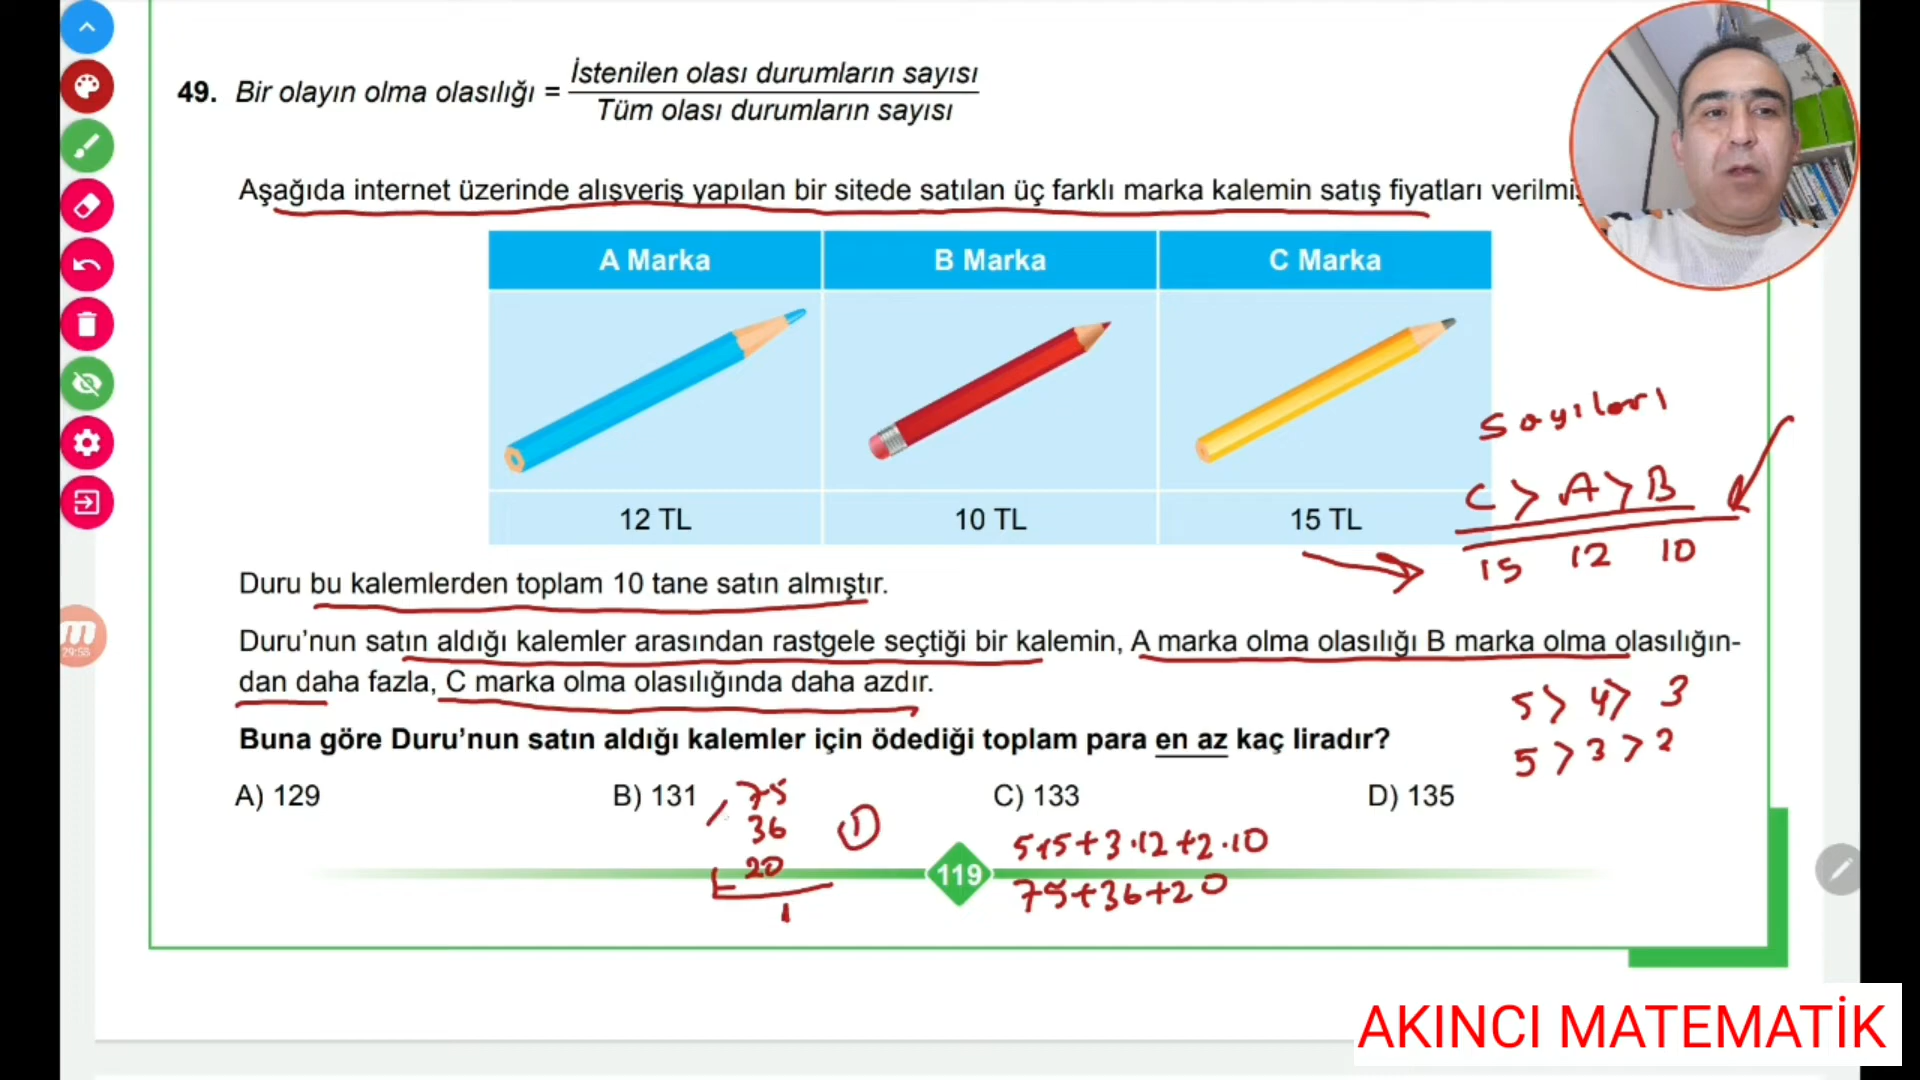 49. Bir olayın olma olasılığı = İstenilen olası durumların sayısı
Tüm olası durumların sayısı
Aşağıda internet üzerinde alışveriş yapılan bir sitede satılan üç farklı marka kalemin satış fiyatları verilmiş
A Marka B Marka C Marka
12 TL 10 TL 15 TL
sayıları
C > A > B
15 12 10
Duru bu kalemlerden toplam 10 tane satın almıştır.
Duru’nun satın aldığı kalemler arasından rastgele seçtiği bir kalemin, A marka olma olasılığı B marka olma olasılığın-
dan daha fazla, C marka olma olasılığında daha azdır.
5 > 4 > 3
5 > 3 > 2
Buna göre Duru’nun satın aldığı kalemler için ödediği toplam para en az kaç liradır?
A) 129 B) 131 C) 133 D) 135
75
36
20
1
1
+3·12+2·10
75+36+20
119
29:58
AKINCI MATEMATİK